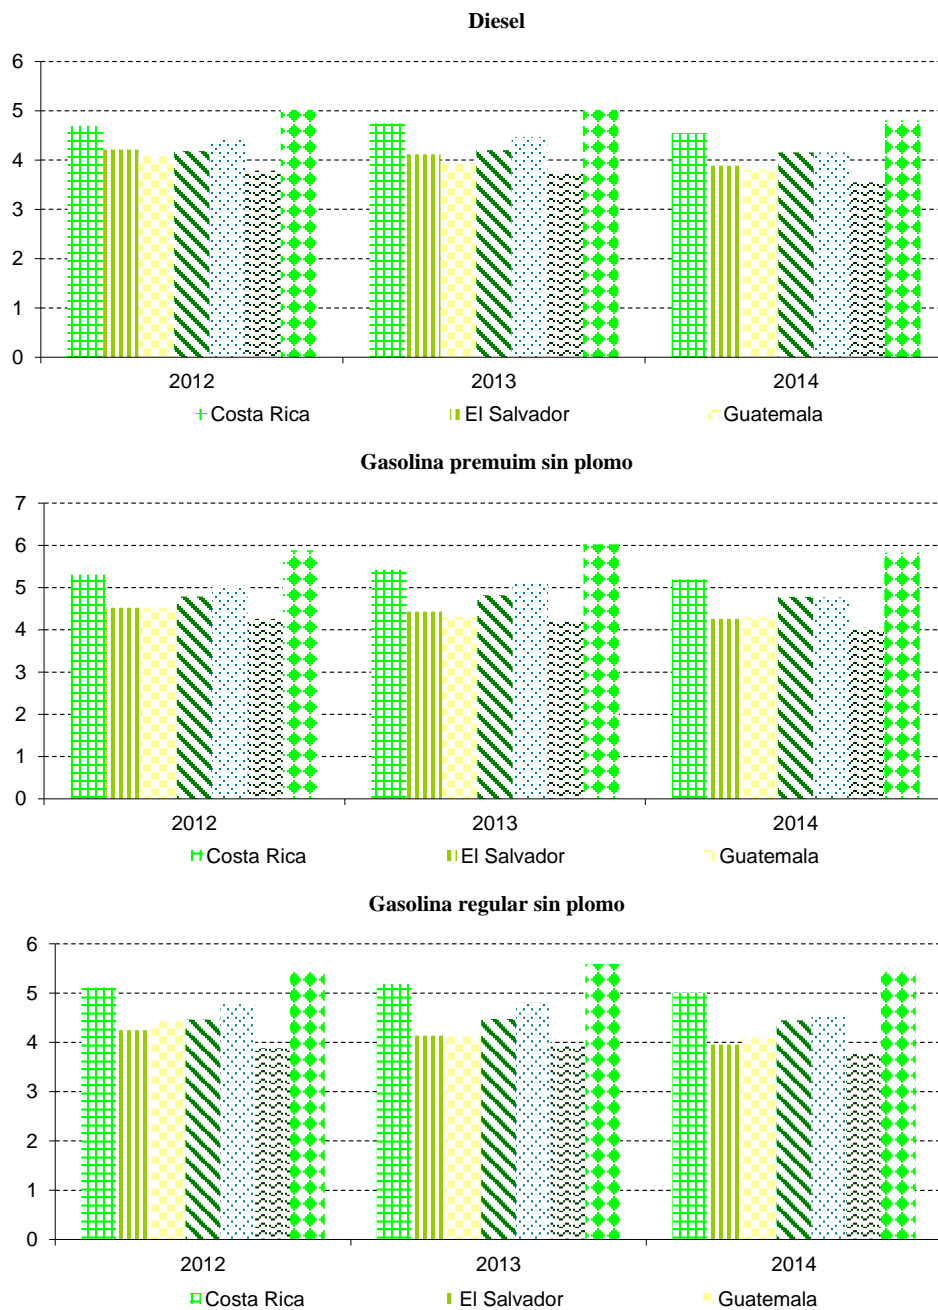 Diesel
6
5
4
3
2
1
0
2012 2013 2014
Costa Rica El Salvador Guatemala
Gasolina premuim sin plomo
7
6
5
4
3
2
1
0
2012 2013 2014
Costa Rica El Salvador Guatemala
Gasolina regular sin plomo
6
5
4
3
2
1
0
2012 2013 2014
Costa Rica El Salvador Guatemala